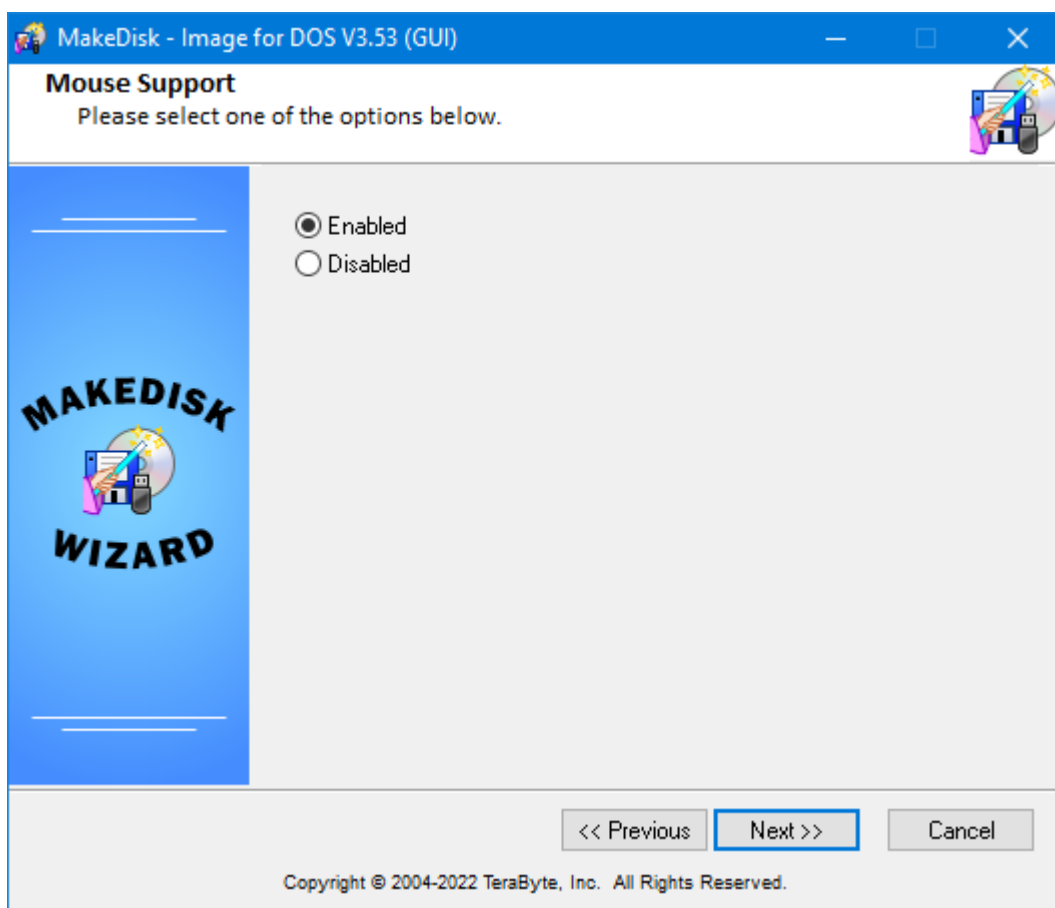 MakeDisk - Image for DOS V3.53 (GUI)
Mouse Support
Please select one of the options below.
Enabled
Disabled
MAKEDISK
WIZARD
<< Previous
Next >>
Cancel
Copyright © 2004-2022 TeraByte, Inc. All Rights Reserved.